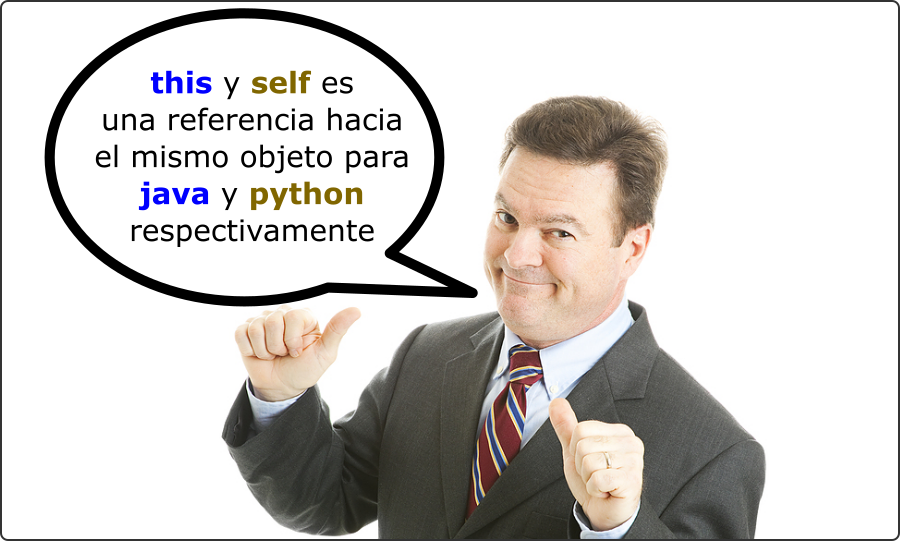 this y self es
una referencia hacia
el mismo objeto para
java y python
respectivamente